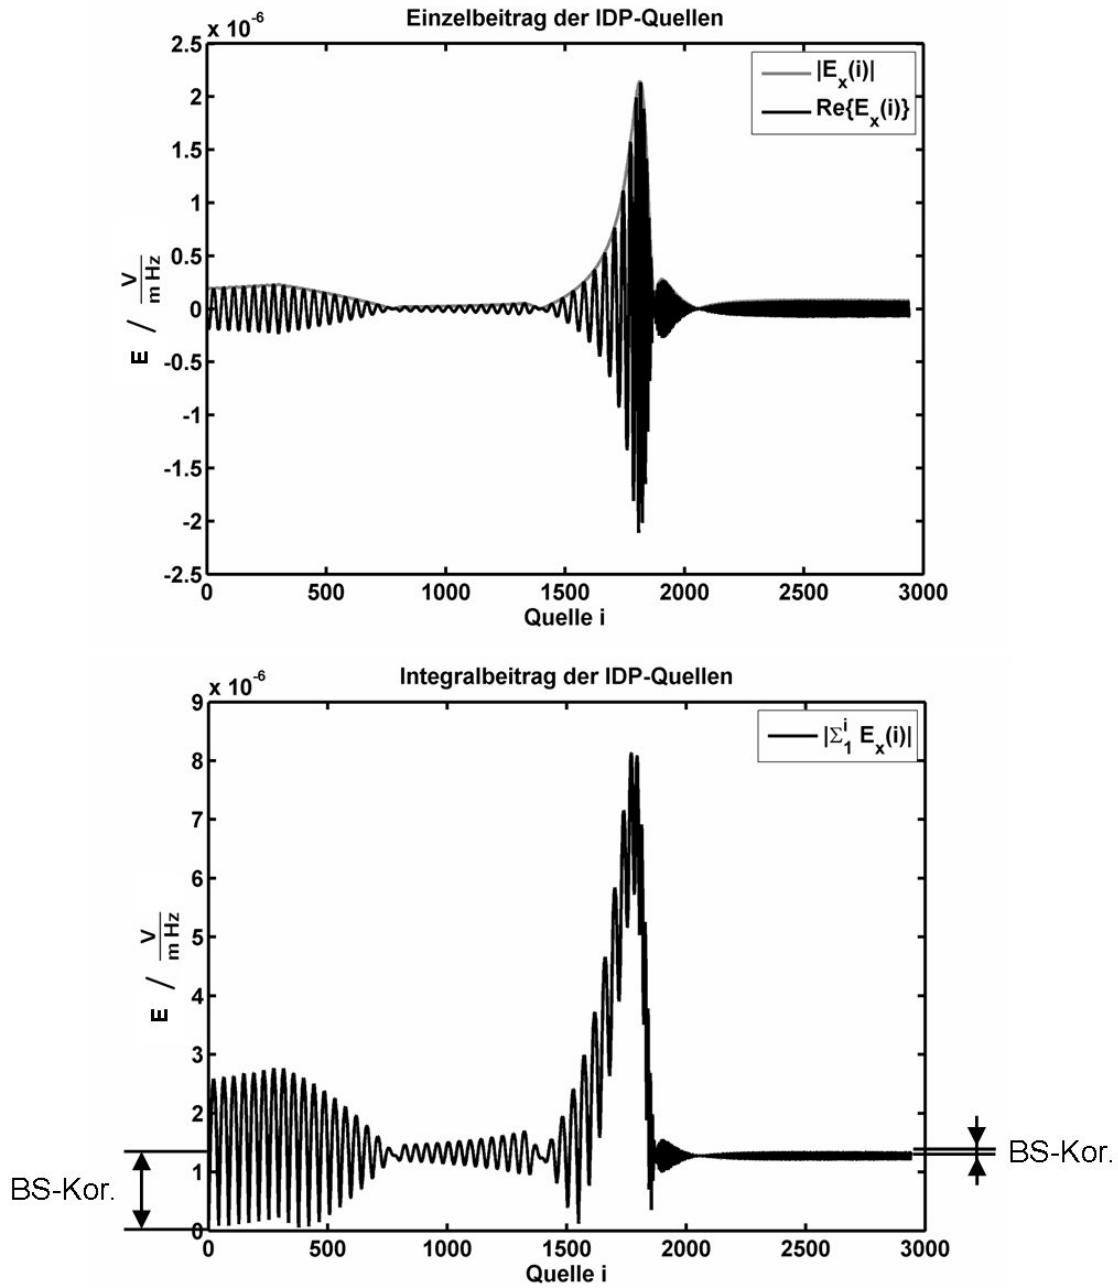 Einzelbeitrag der IDP-Quellen
x 10^-6
|E_x(i)|
Re{E_x(i)}
2.5
2
1.5
1
0.5
0
-0.5
-1
-1.5
-2
-2.5
E / V/m Hz
0 500 1000 1500 2000 2500 3000
Quelle i
Integralbeitrag der IDP-Quellen
x 10^-6
|Σ_1^i E_x(i)|
9
8
7
6
5
4
3
2
1
0
E / V/m Hz
BS-Kor.
BS-Kor.
0 500 1000 1500 2000 2500 3000
Quelle i